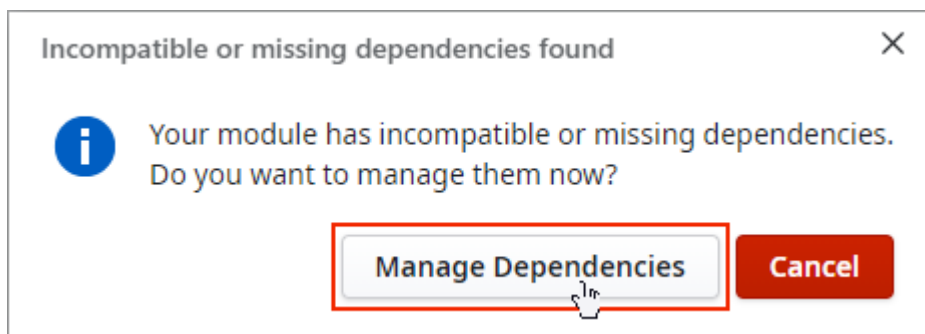 Incompatible or missing dependencies found
Your module has incompatible or missing dependencies.
Do you want to manage them now?
Manage Dependencies
Cancel